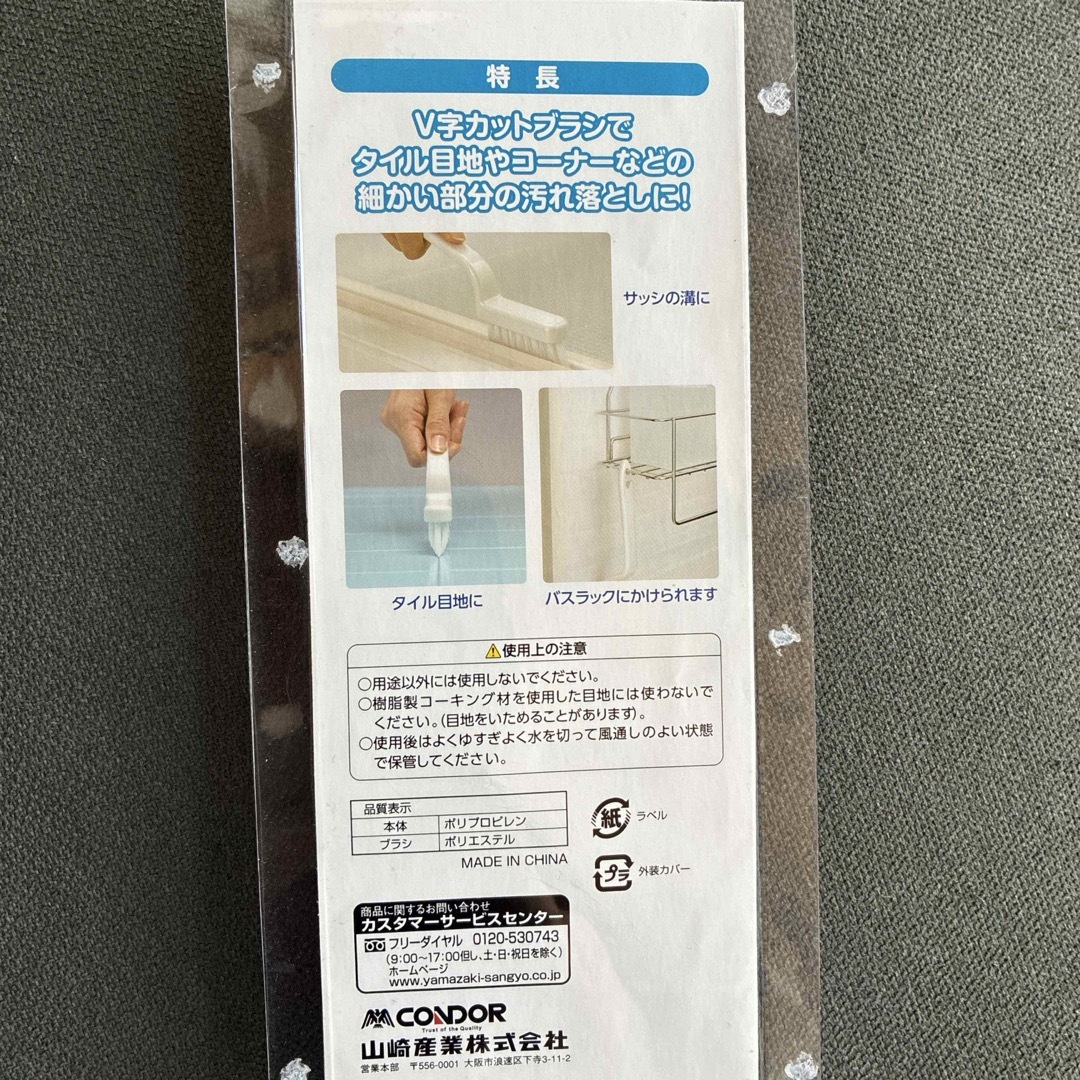 特長
V字カットブラシで
タイル目地やコーナーなどの
細かい部分の汚れ落としに!
サッシの溝に
タイル目地に
バスラックにかけられます
⚠使用上の注意
○用途以外には使用しないでください。
○樹脂製コーキング材を使用した目地には使わないで
ください。(目地をいためることがあります)。
○使用後はよくゆすぎよく水を切って風通しのよい状態
で保管してください。
品質表示
本体 ポリプロピレン
ブラシ ポリエステル
MADE IN CHINA
紙 ラベル
プラ 外装カバー
商品に関するお問い合わせ
カスタマーサービスセンター
フリーダイヤル 0120-530743
(9:00〜17:00但し、土・日・祝日を除く)
ホームページ
www.yamazaki-sangyo.co.jp
CONDOR
Trust of the Quality
山崎産業株式会社
営業本部 〒556-0001 大阪市浪速区下寺3-11-2